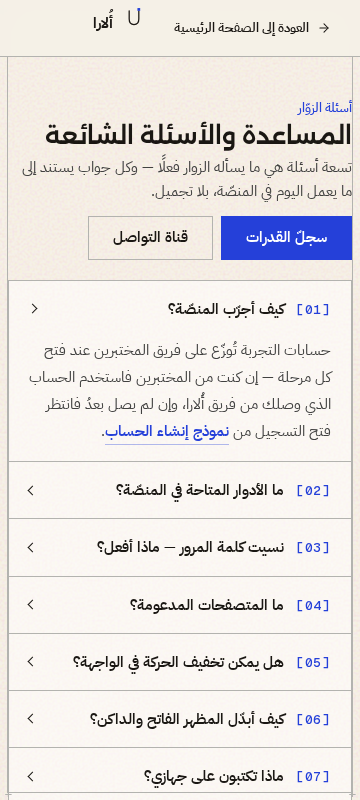 العودة إلى الصفحة الرئيسية
ألارا
أسئلة الزوّار
المساعدة والأسئلة الشائعة
تسعة أسئلة هي ما يسأله الزوار فعلًا — وكل جواب يستند إلى
ما يعمل اليوم في المنصّة، بلا تجميل.
سجلّ القدرات
قناة التواصل
[01] كيف أجرّب المنصّة؟
حسابات التجربة تُوزّع على فريق المختبرين عند فتح
كل مرحلة — إن كنت من المختبرين فاستخدم الحساب
الذي وصلك من فريق ألارا، وإن لم يصل بعدُ فانتظر
فتح التسجيل من نموذج إنشاء الحساب.
[02] ما الأدوار المتاحة في المنصّة؟
[03] نسيت كلمة المرور — ماذا أفعل؟
[04] ما المتصفحات المدعومة؟
[05] هل يمكن تخفيف الحركة في الواجهة؟
[06] كيف أبدّل المظهر الفاتح والداكن؟
[07] ماذا تكتبون على جهازي؟